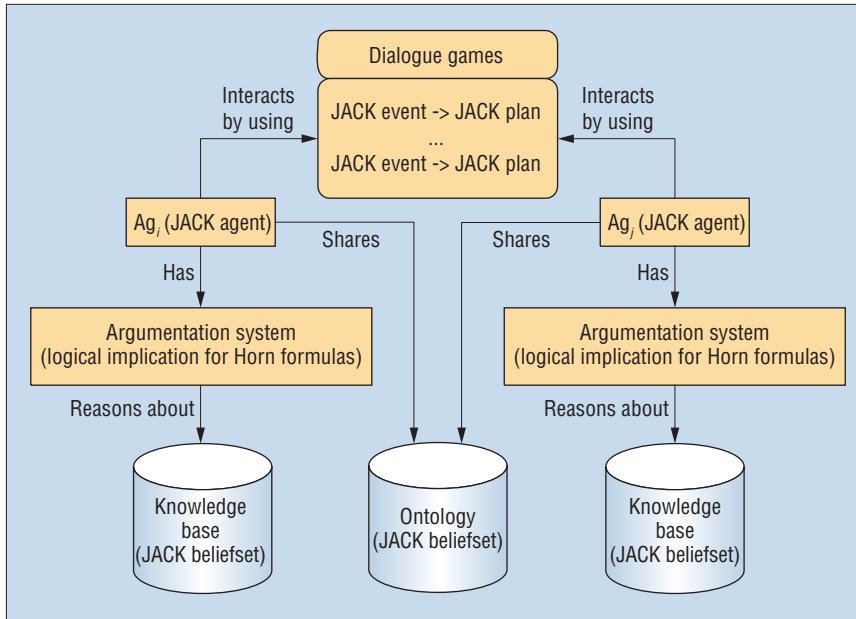 Dialogue games
Interacts
by using
JACK event -> JACK plan
...
JACK event -> JACK plan
Interacts
by using
Agi (JACK agent)
Shares
Shares
Agj (JACK agent)
Has
Has
Argumentation system
(logical implication for Horn formulas)
Argumentation system
(logical implication for Horn formulas)
Reasons about
Reasons about
Knowledge
base
(JACK beliefset)
Ontology
(JACK beliefset)
Knowledge
base
(JACK beliefset)